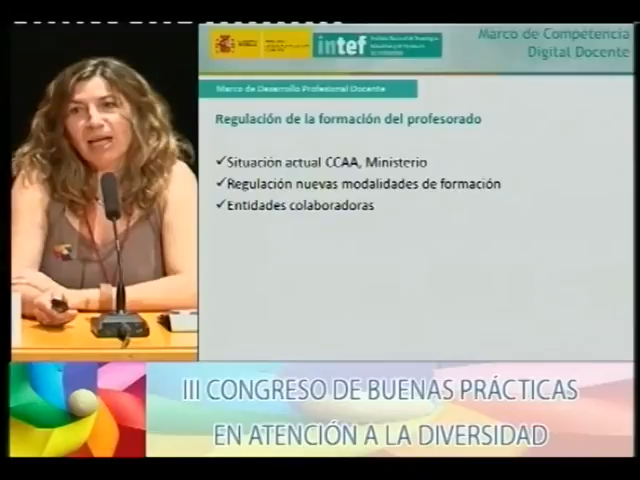 intef
Marco de Competencia
Digital Docente
Marco de Desarrollo Profesional Docente
Regulación de la formación del profesorado
✓Situación actual CCAA, Ministerio
✓Regulación nuevas modalidades de formación
✓Entidades colaboradoras
III CONGRESO DE BUENAS PRÁCTICAS
EN ATENCIÓN A LA DIVERSIDAD